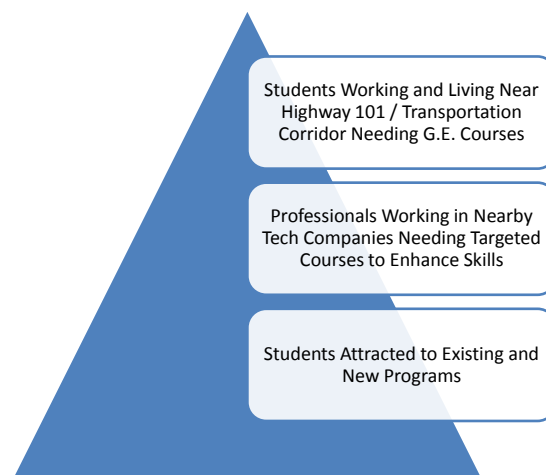 Students Working and Living Near
Highway 101 / Transportation
Corridor Needing G.E. Courses
Professionals Working in Nearby
Tech Companies Needing Targeted
Courses to Enhance Skills
Students Attracted to Existing and
New Programs